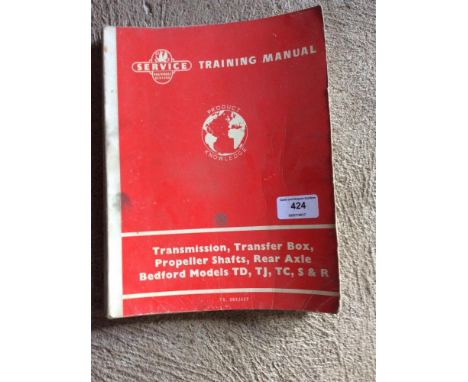 SERVICE
TRAINING MANUAL
PRODUCT
KNOWLEDGE
424
Transmission, Transfer Box,
Propeller Shafts, Rear Axle
Bedford Models TD, TJ, TC, S & R